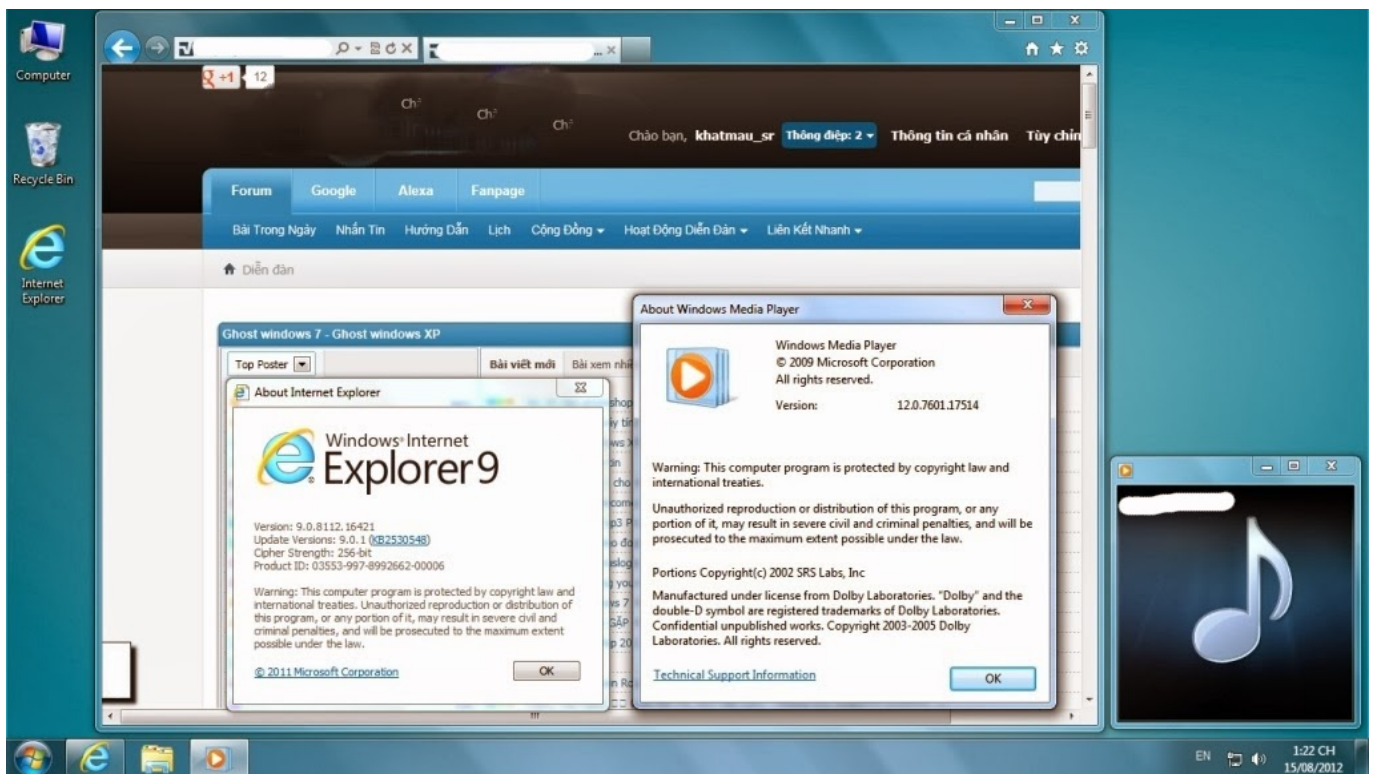 Computer
Recycle Bin
Internet
Explorer
... ×
g +1 12
Ch
Ch
Ch
Chào bạn, khatmau_sr Thông điệp: 2 Thông tin cá nhân Tùy chỉn
Forum Google Alexa Fanpage
Bài Trong Ngày Nhắn Tin Hướng Dẫn Lịch Cộng Đồng Hoạt Động Diễn Đàn Liên Kết Nhanh
Diễn đàn
Ghost windows 7 - Ghost windows XP
Top Poster Bài viết mới Bài xem nhi
About Internet Explorer
Windows® Internet
Explorer 9
Version: 9.0.8112.16421
Update Versions: 9.0.1 (KB2530548)
Cipher Strength: 256-bit
Product ID: 03553-997-8992662-00006
Warning: This computer program is protected by copyright law and
international treaties. Unauthorized reproduction or distribution of
this program, or any portion of it, may result in severe civil and
criminal penalties, and will be prosecuted to the maximum extent
possible under the law.
© 2011 Microsoft Corporation
OK
About Windows Media Player
Windows Media Player
© 2009 Microsoft Corporation
All rights reserved.
Version: 12.0.7601.17514
Warning: This computer program is protected by copyright law and
international treaties.
Unauthorized reproduction or distribution of this program, or any
portion of it, may result in severe civil and criminal penalties, and will be
prosecuted to the maximum extent possible under the law.
Portions Copyright(c) 2002 SRS Labs, Inc
Manufactured under license from Dolby Laboratories. "Dolby" and the
double-D symbol are registered trademarks of Dolby Laboratories.
Confidential unpublished works. Copyright 2003-2005 Dolby
Laboratories. All rights reserved.
Technical Support Information
OK
EN
1:22 CH
15/08/2012